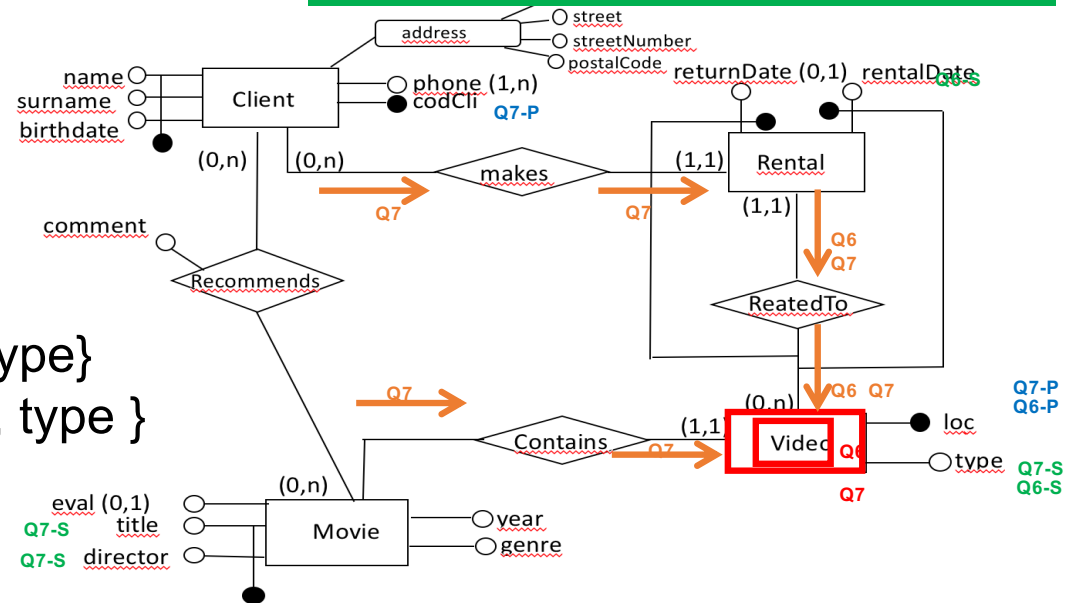 street
address
streetNumber
postalCode
returnDate (0,1)
rentalDate
Q6-S
name
surname
birthdate
Client
phone (1,n)
codCli
Q7-P
(0,n)
(0,n)
makes
(1,1)
Rental
Q7
Q7
(1,1)
comment
Q6
Q7
Recommends
ReatedTo
ype}
type }
Q7
Q6 Q7
Q7-P
Q6-P
(0,n)
(1,1)
Contains
Q7
Video
Q6
loc
type
Q7-S
Q6-S
Q7
(0,n)
eval (0,1)
Q7-S
title
Q7-S
director
Movie
year
genre